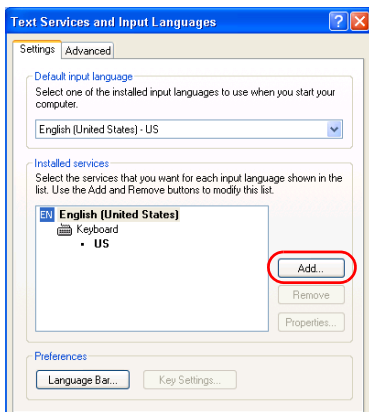 Text Services and Input Languages
Settings Advanced
Default input language
Select one of the installed input languages to use when you start your
computer.
English (United States) - US
Installed services
Select the services that you want for each input language shown in the
list. Use the Add and Remove buttons to modify this list.
EN English (United States)
Keyboard
• US
Add...
Remove
Properties...
Preferences
Language Bar... Key Settings...